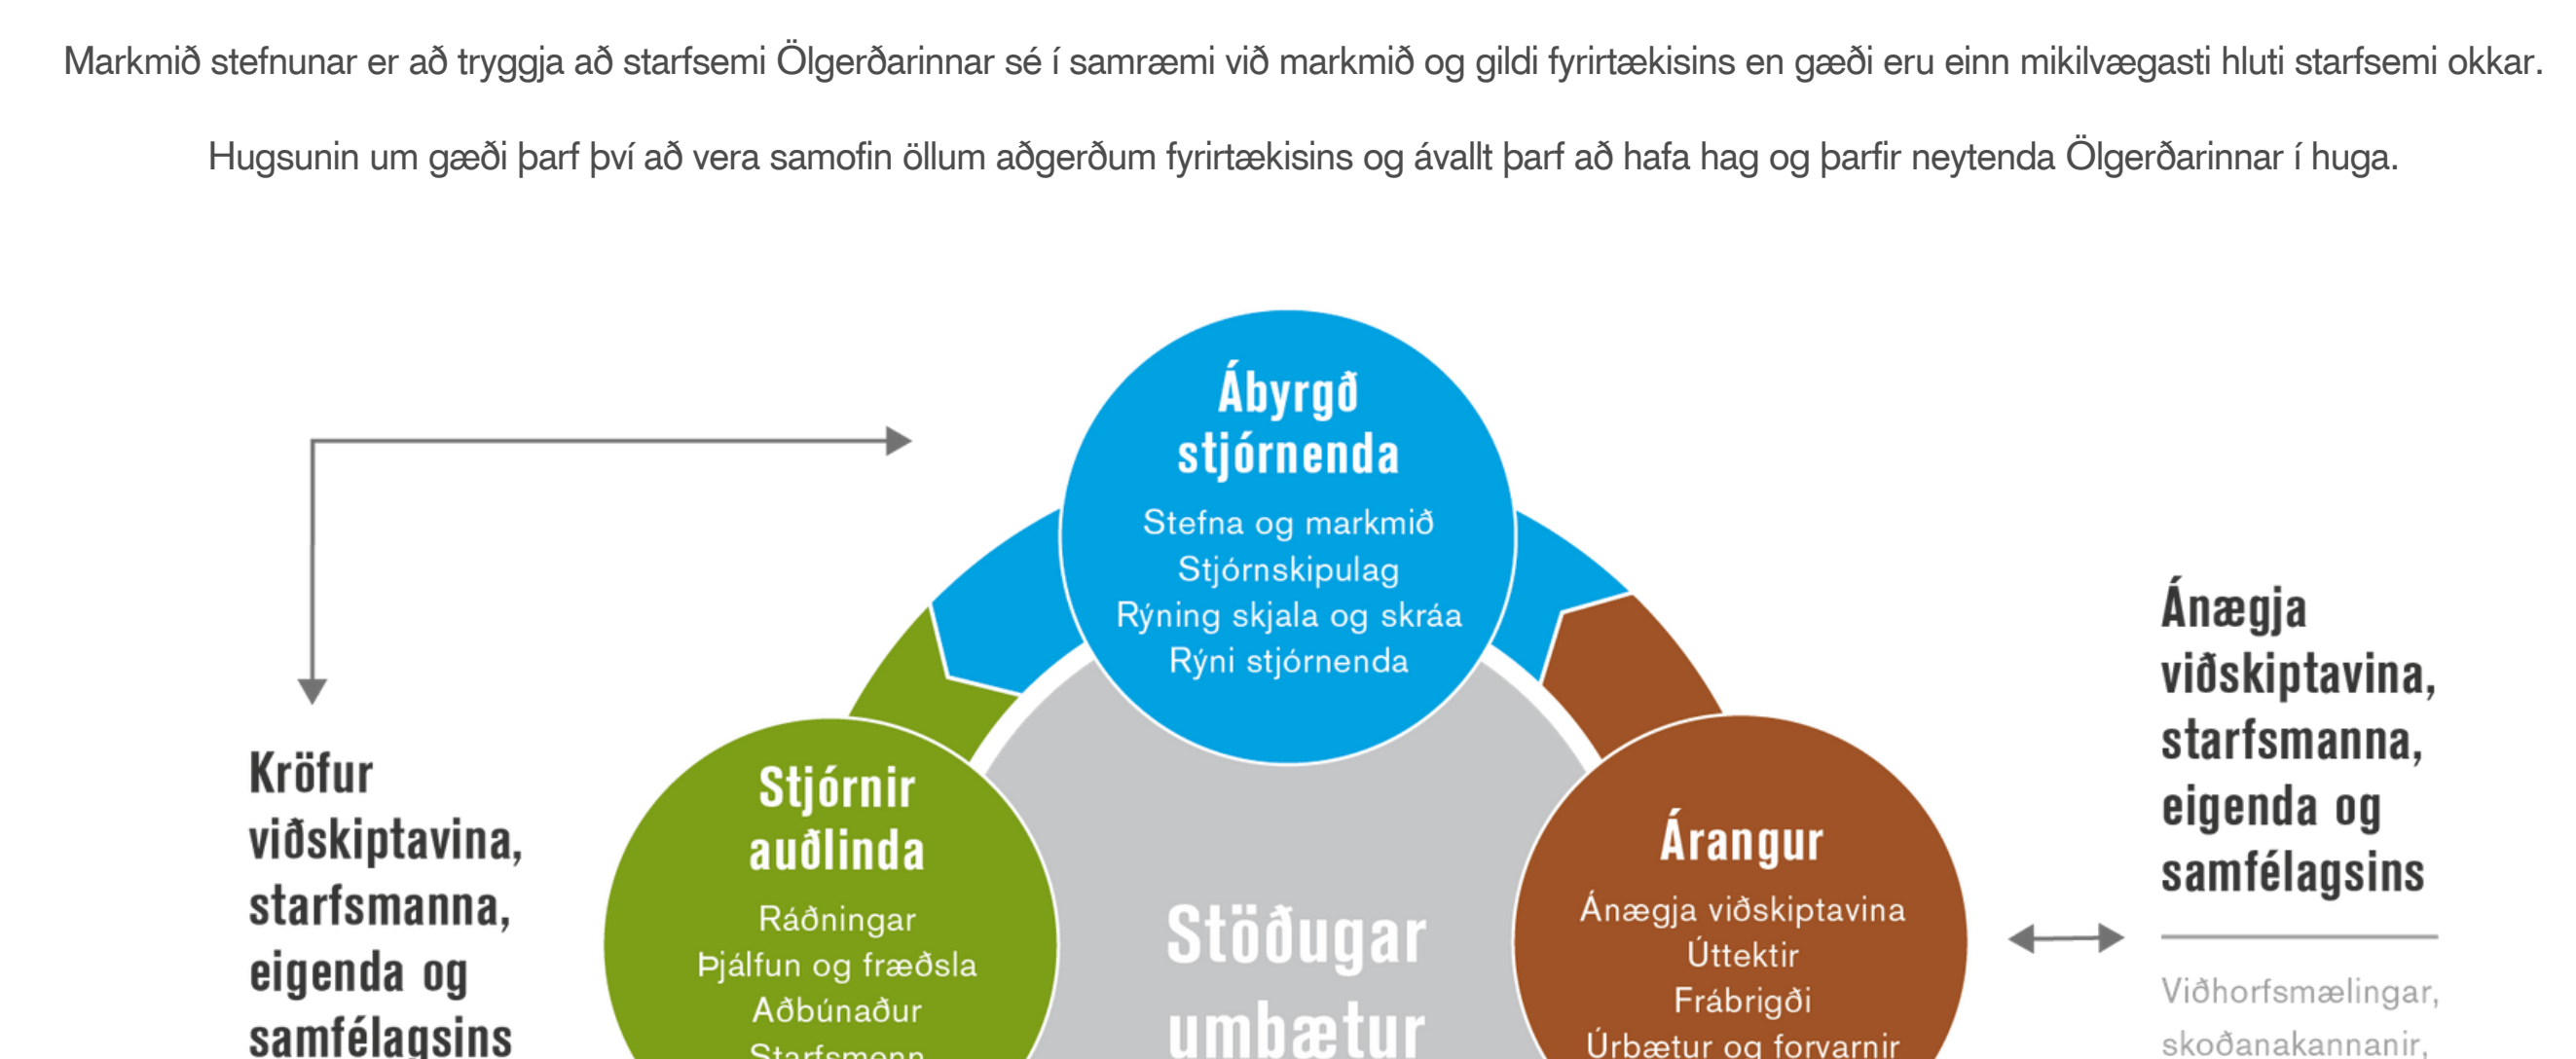 Markmið stefnunar er að tryggja að starfsemi Ölgerðarinnar sé í samræmi við markmið og gildi fyrirtækisins en gæði eru einn mikilvægasti hluti starfsemi okkar.
Hugsunin um gæði þarf því að vera samofin öllum aðgerðum fyrirtækisins og ávallt þarf að hafa hag og þarfir neytenda Ölgerðarinnar í huga.
Ábyrgð
stjórnenda
Stefna og markmið
Stjórnskipulag
Rýning skjala og skráa
Rýni stjórnenda
Kröfur
viðskiptavina,
starfsmanna,
eigenda og
samfélagsins
Stjórnir
auðlinda
Ráðningar
Þjálfun og fræðsla
Aðbúnaður
Starfsmenn
Stöðugar
umbætur
Árangur
Ánægja viðskiptavina
Úttektir
Frábrigði
Úrbætur og forvarnir
Ánægja
viðskiptavina,
starfsmanna,
eigenda og
samfélagsins
Viðhorfsmælingar,
skoðanakannanir,